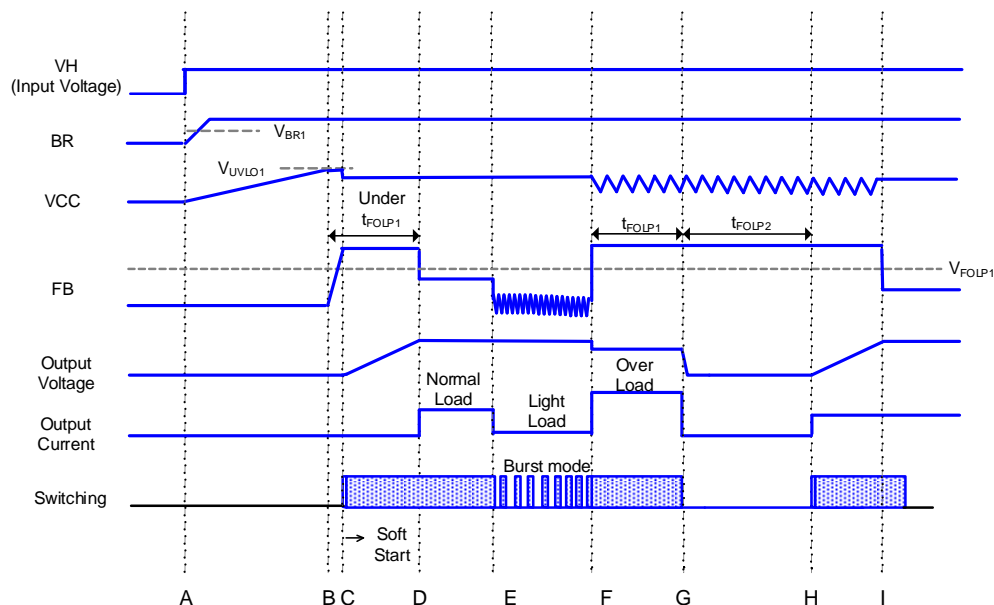 VH
(Input Voltage)
BR
VBR1
VUVLO1
VCC
Under
tFOLP1
tFOLP1
tFOLP2
VFOLP1
FB
Output
Voltage
Normal
Load
Light
Load
Over
Load
Output
Current
Burst mode
Switching
Soft
Start
A B C D E F G H I